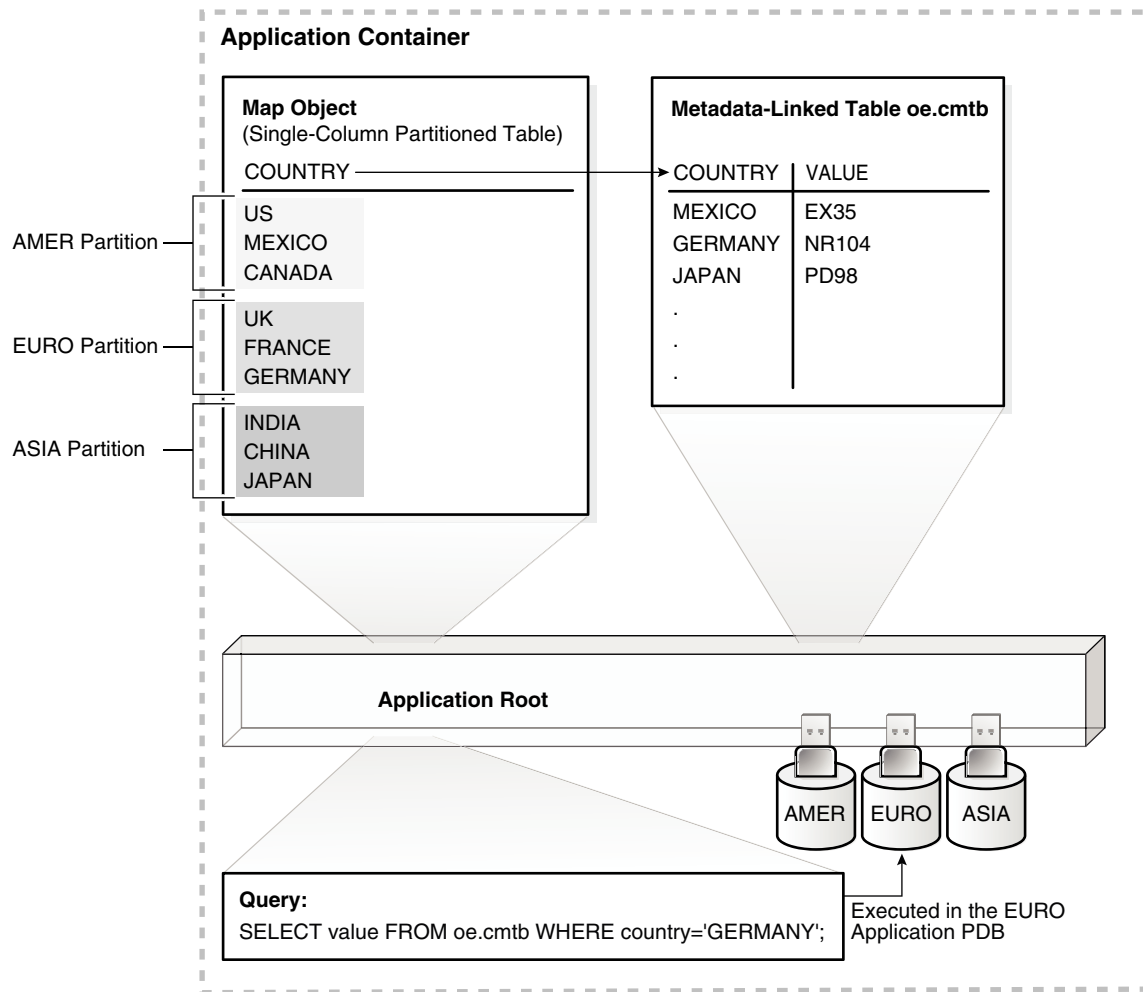 Application Container
Map Object
(Single-Column Partitioned Table)
COUNTRY
AMER Partition
US
MEXICO
CANADA
EURO Partition
UK
FRANCE
GERMANY
ASIA Partition
INDIA
CHINA
JAPAN
Metadata-Linked Table oe.cmtb
COUNTRY VALUE
MEXICO EX35
GERMANY NR104
JAPAN PD98
.
.
.
Application Root
AMER EURO ASIA
Query:
SELECT value FROM oe.cmtb WHERE country='GERMANY';
Executed in the EURO
Application PDB